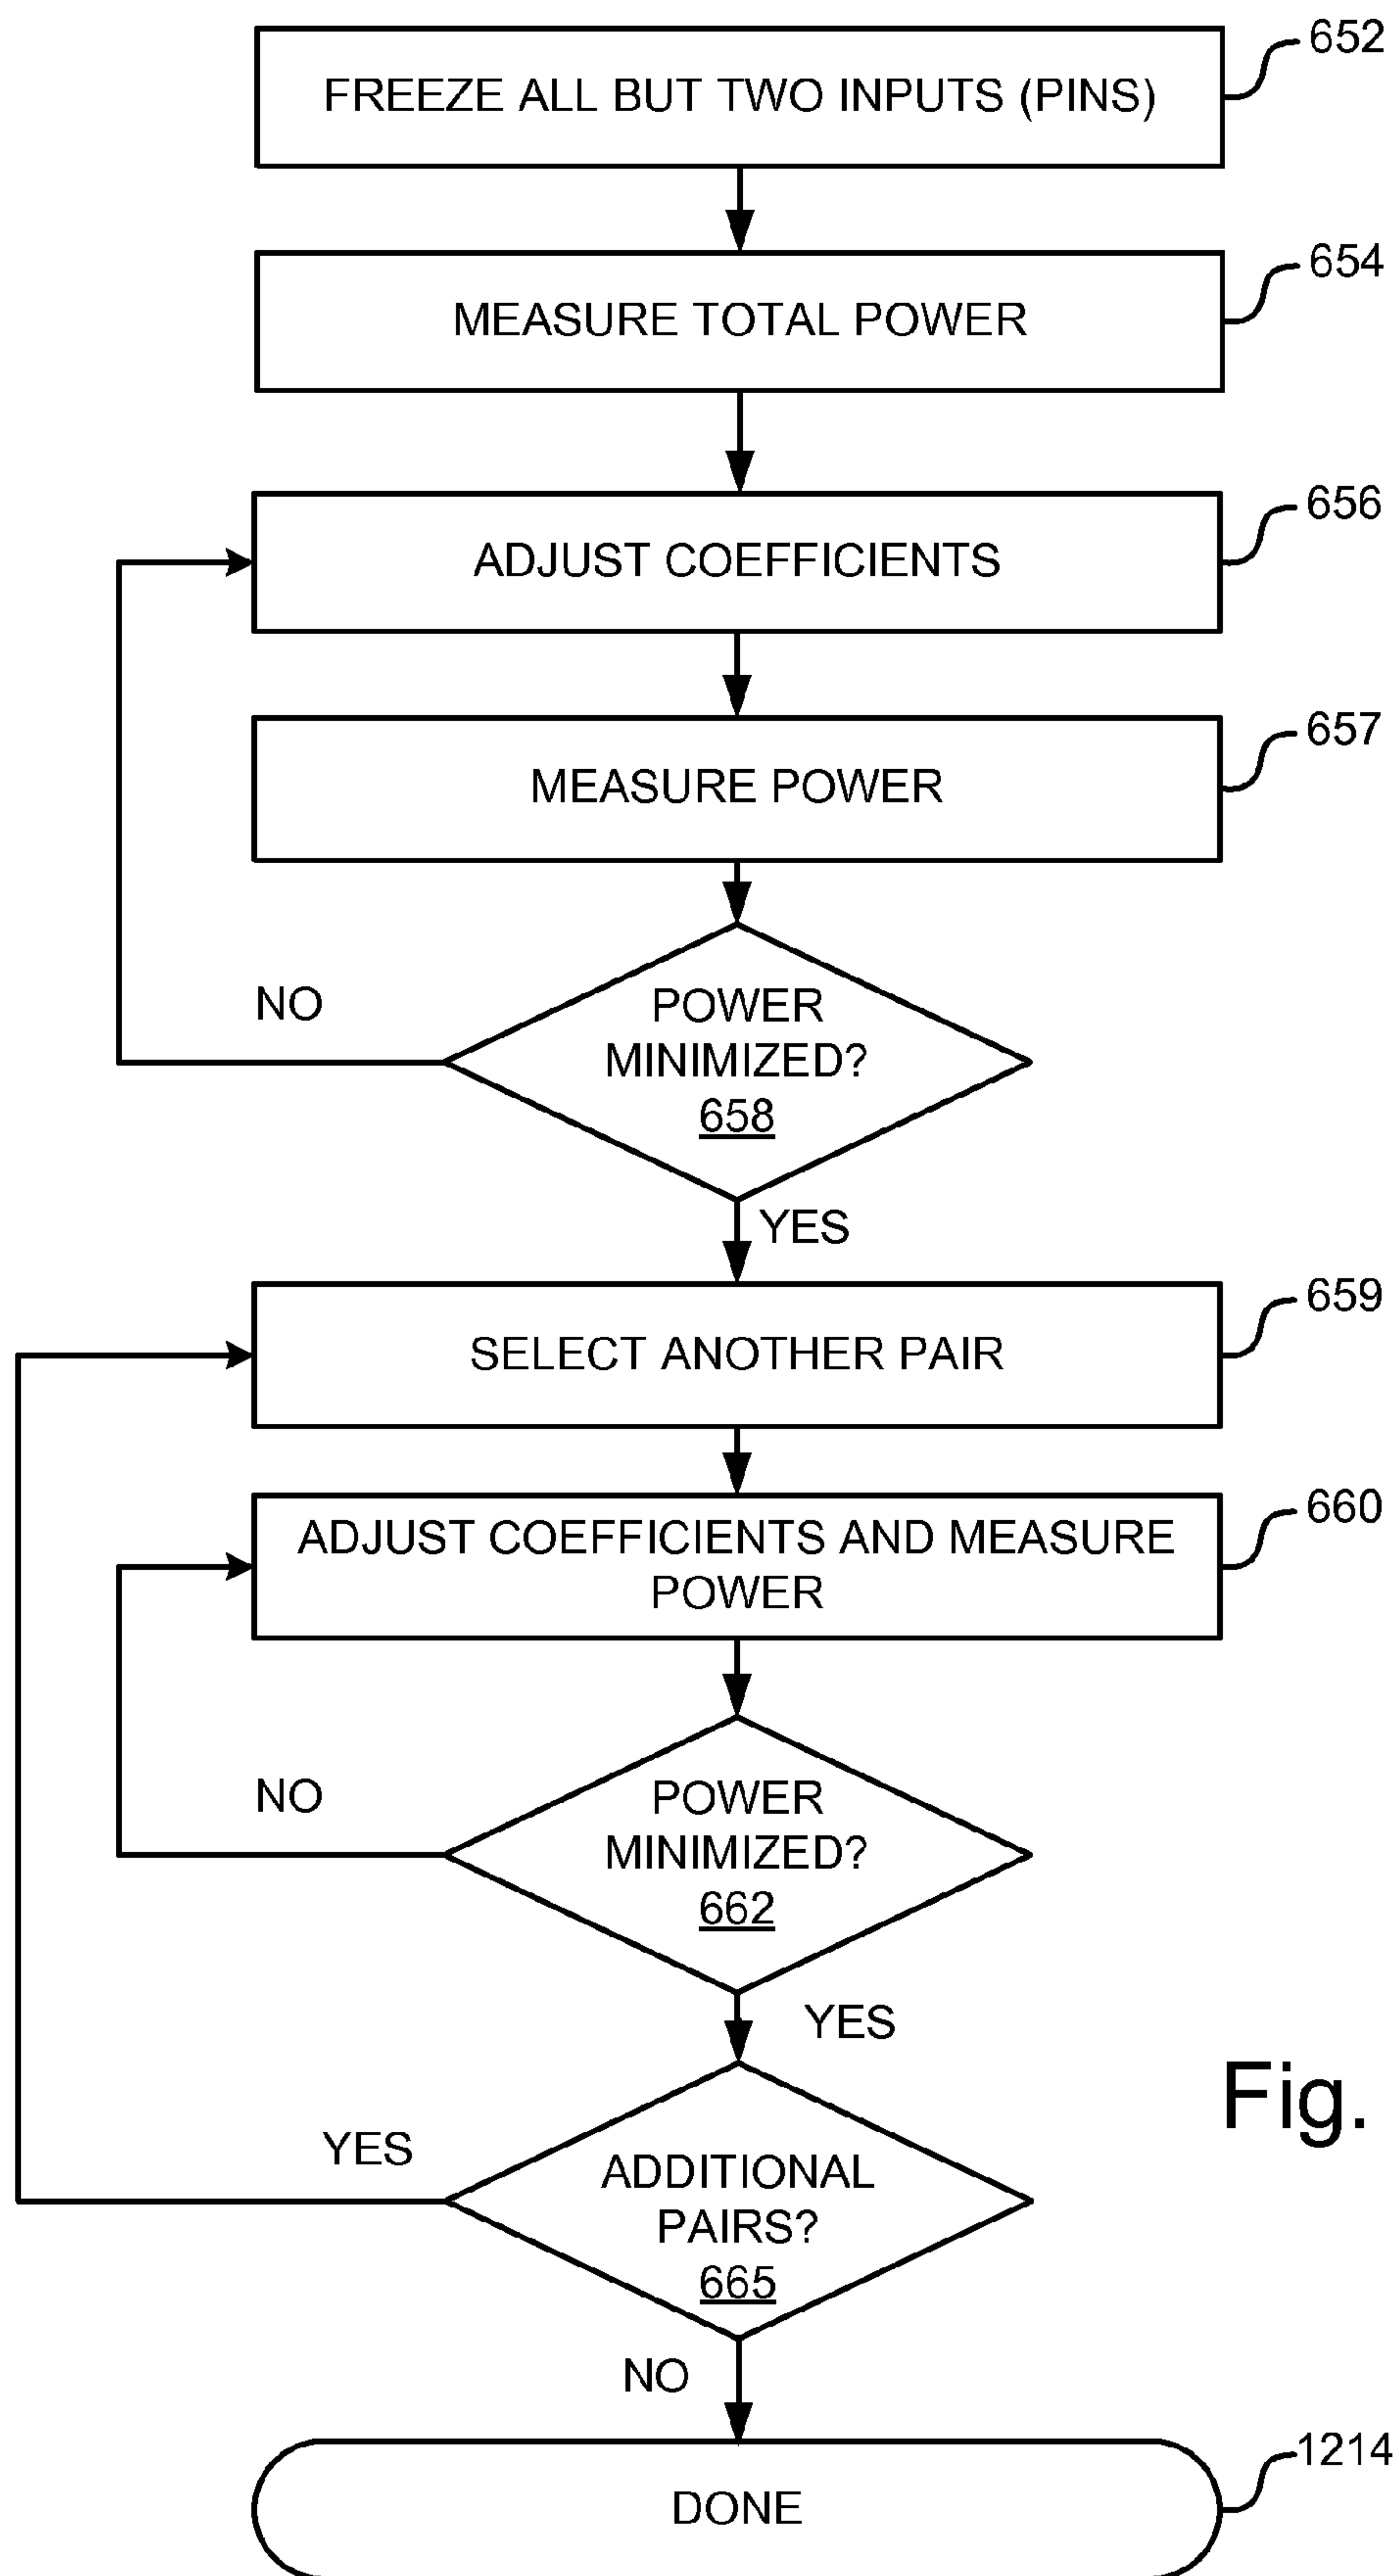 652
FREEZE ALL BUT TWO INPUTS (PINS)
654
MEASURE TOTAL POWER
656
ADJUST COEFFICIENTS
657
MEASURE POWER
NO
POWER
MINIMIZED?
658
YES
659
SELECT ANOTHER PAIR
660
ADJUST COEFFICIENTS AND MEASURE
POWER
NO
POWER
MINIMIZED?
662
YES
Fig.
YES
ADDITIONAL
PAIRS?
665
NO
1214
DONE